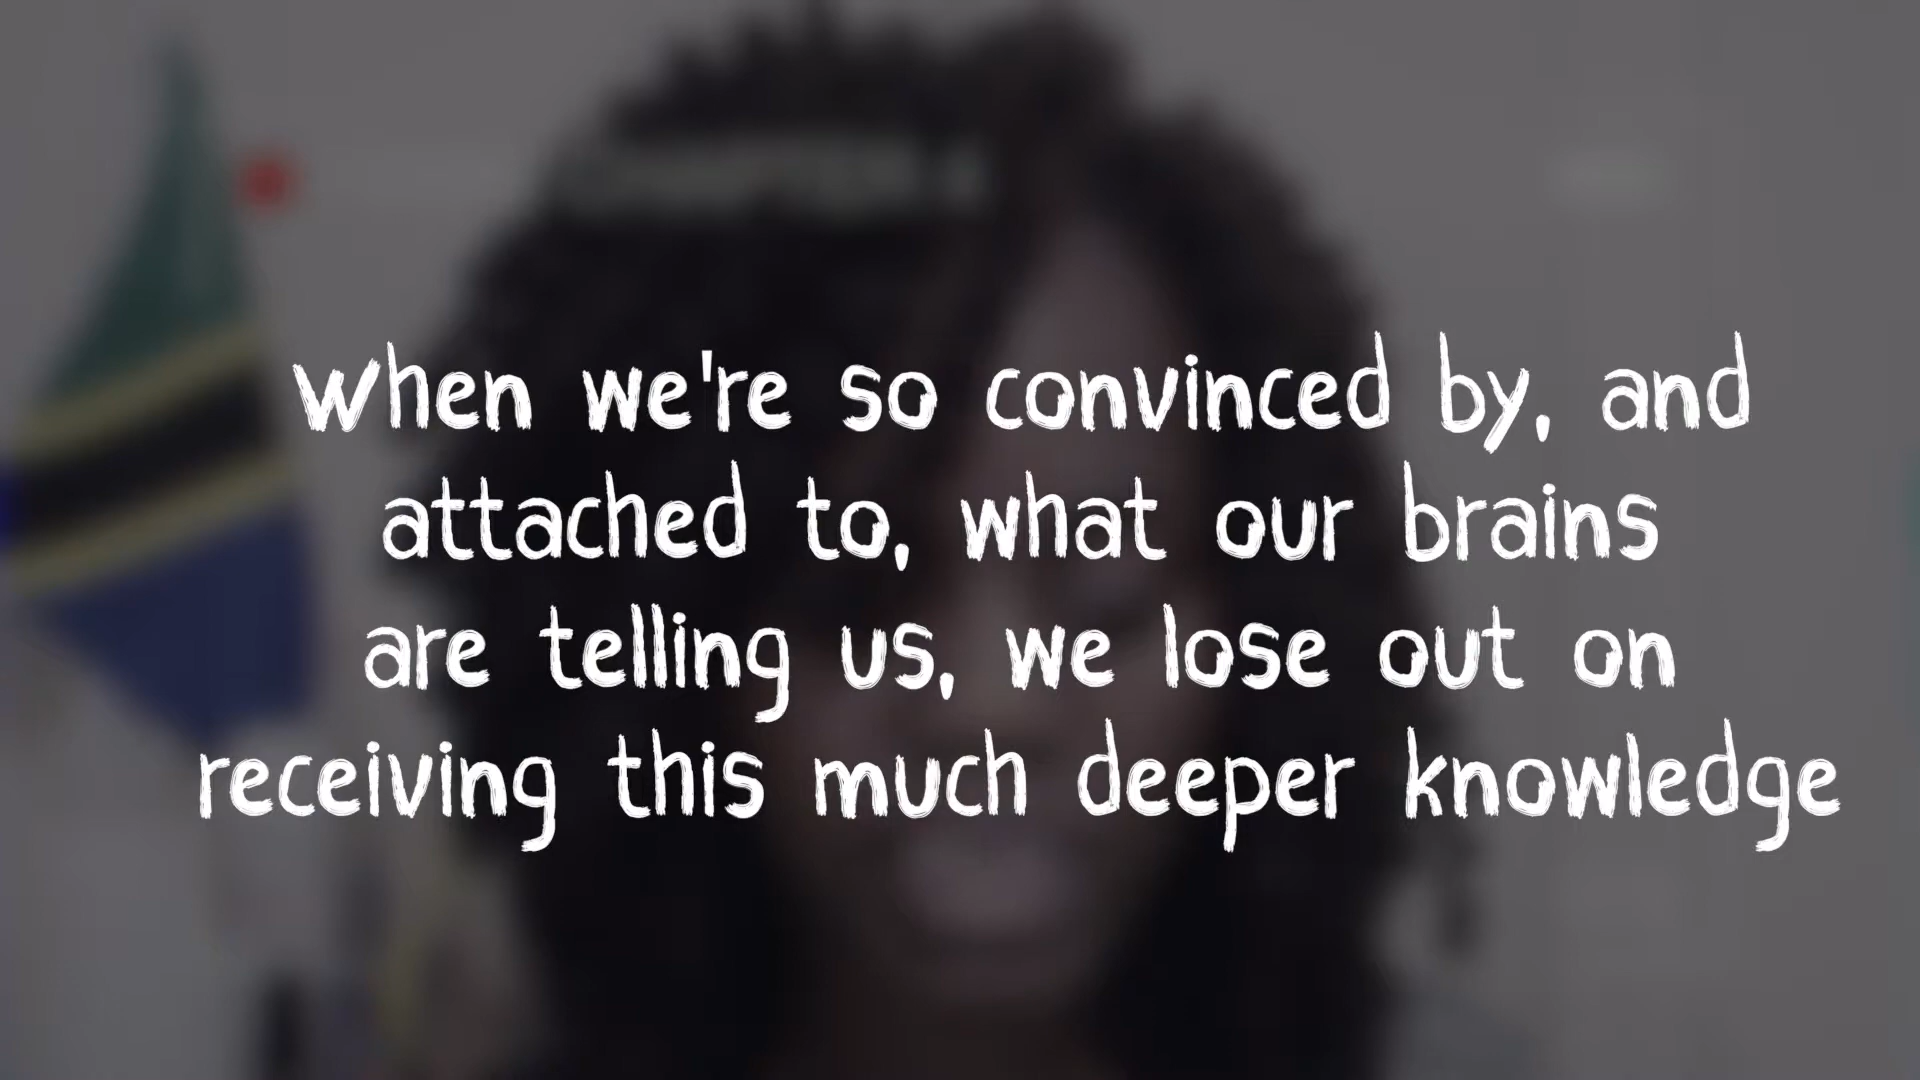 When we're so convinced by, and
attached to, what our brains
are telling us, we lose out on
receiving this much deeper knowledge